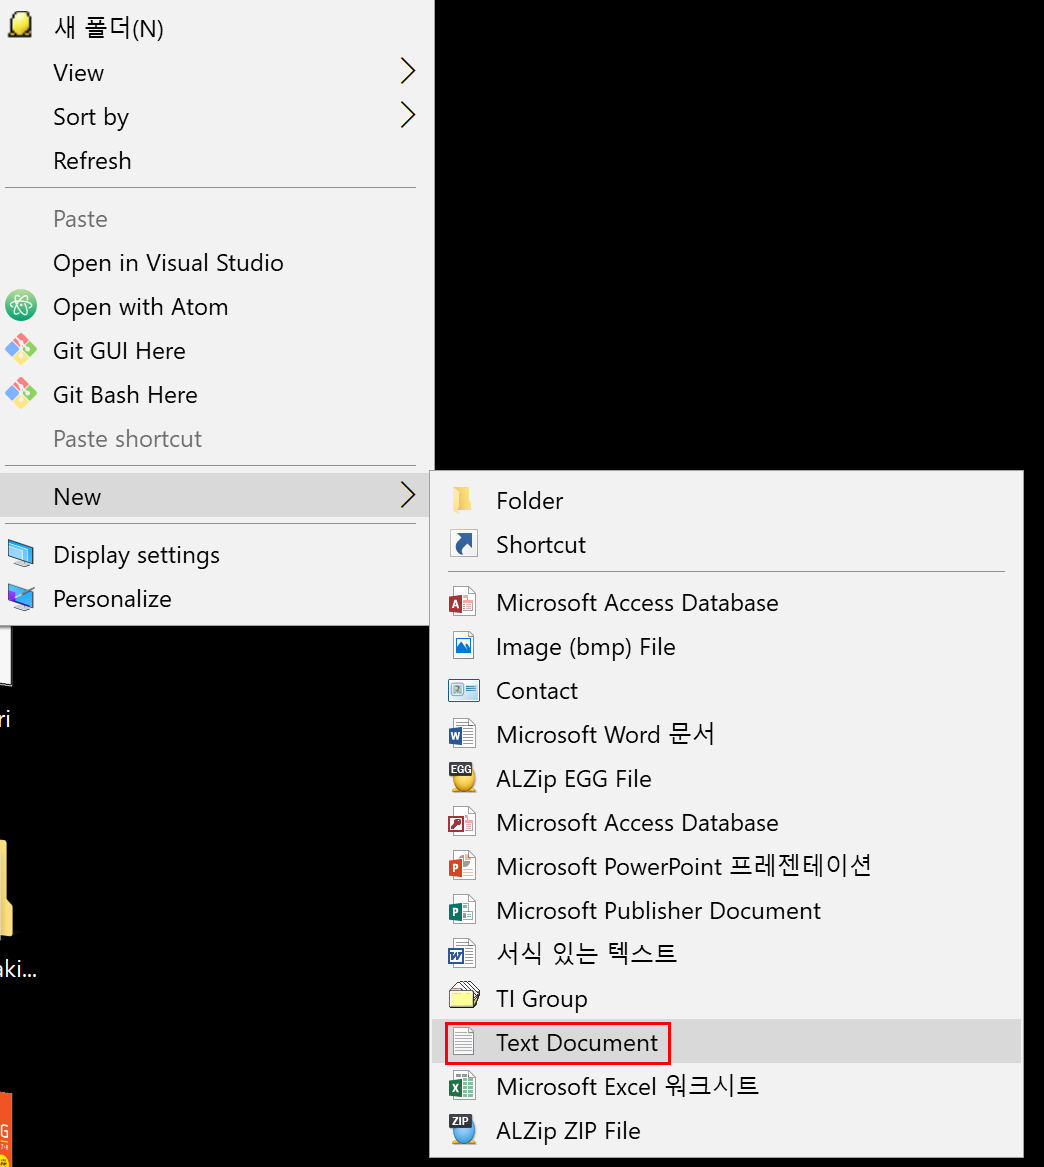 새 폴더(N)
View
Sort by
Refresh
Paste
Open in Visual Studio
Open with Atom
Git GUI Here
Git Bash Here
Paste shortcut
New
Display settings
Personalize
Folder
Shortcut
Microsoft Access Database
Image (bmp) File
Contact
Microsoft Word 문서
EGG
ALZip EGG File
Microsoft Access Database
Microsoft PowerPoint 프레젠테이션
Microsoft Publisher Document
서식 있는 텍스트
TI Group
Text Document
Microsoft Excel 워크시트
ZIP
ALZip ZIP File
ri
aki...
G